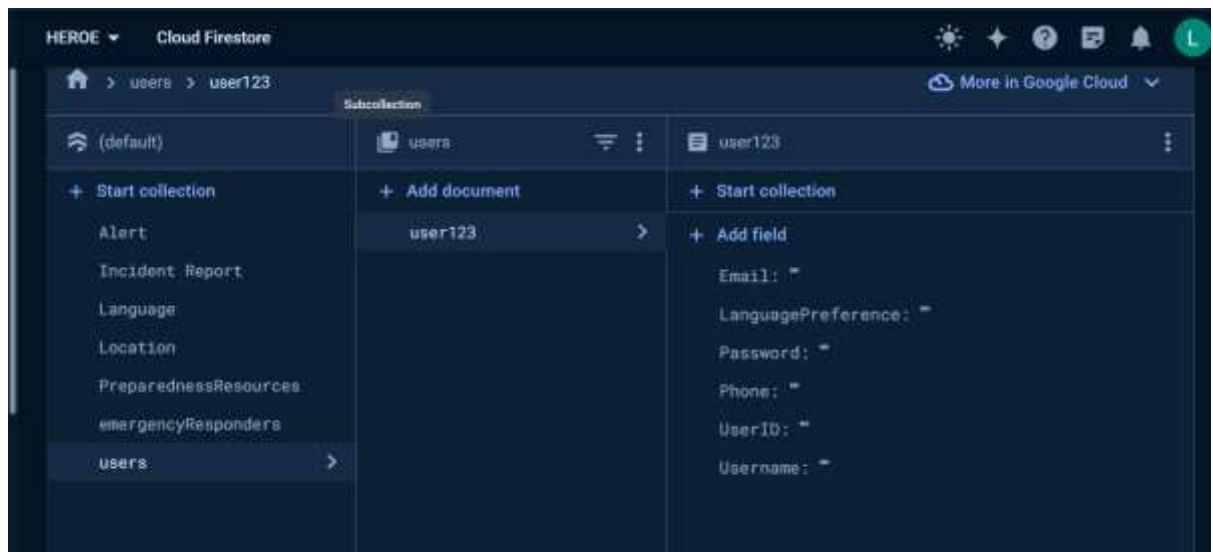 HEROE Cloud Firestore
L
> users > user123
More in Google Cloud
Subcollection
(default)
users
user123
+ Start collection
+ Add document
+ Start collection
Alert
user123
+ Add field
Incident Report
Email: ""
Language
LanguagePreference: ""
Location
Password: ""
PreparednessResources
Phone: ""
emergencyResponders
UserID: ""
users
Username: ""